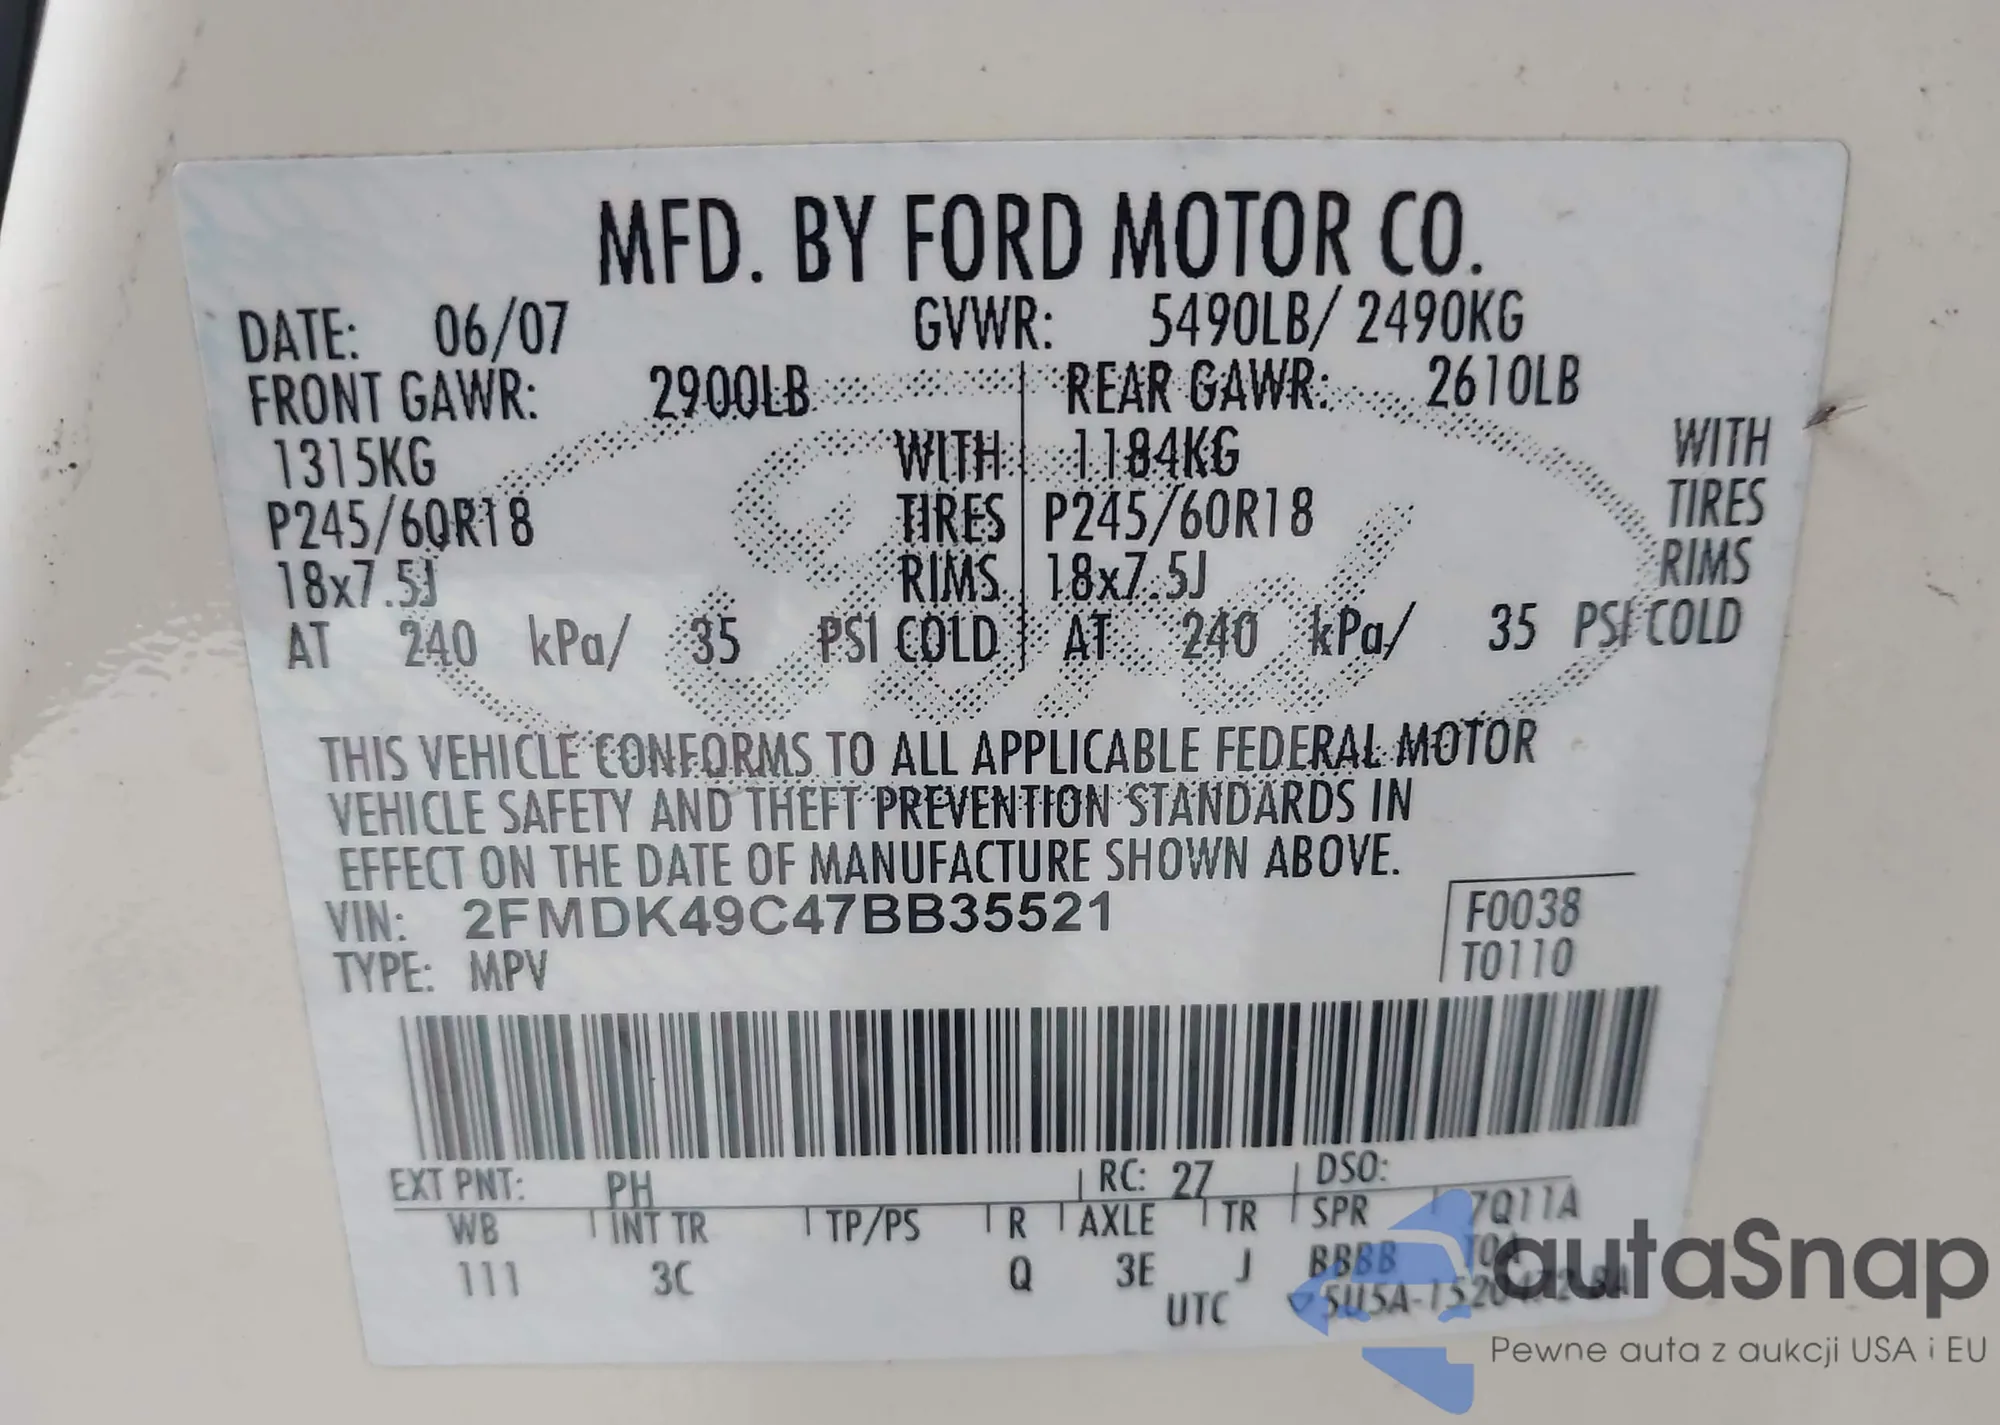 MFD. BY FORD MOTOR CO.
DATE: 06/07 GVWR: 5490LB/ 2490KG
FRONT GAWR: 2900LB REAR GAWR: 2610LB
1315KG WITH 1184KG WITH
P245/60R18 TIRES P245/60R18 TIRES
18x7.5J RIMS 18x7.5J RIMS
AT 240 kPa/ 35 PSI COLD AT 240 kPa/ 35 PSI COLD
THIS VEHICLE CONFORMS TO ALL APPLICABLE FEDERAL MOTOR
VEHICLE SAFETY AND THEFT PREVENTION STANDARDS IN
EFFECT ON THE DATE OF MANUFACTURE SHOWN ABOVE.
VIN: 2FMDK49C47BB35521 F0038
TYPE: MPV T0110
EXT PNT: PH RC: 27 DSO:
WB INT TR TP/PS R AXLE TR SPR 7Q11A
111 3C Q 3E J BBBB
UTC
autaSnap
Pewne auta z aukcji USA i EU